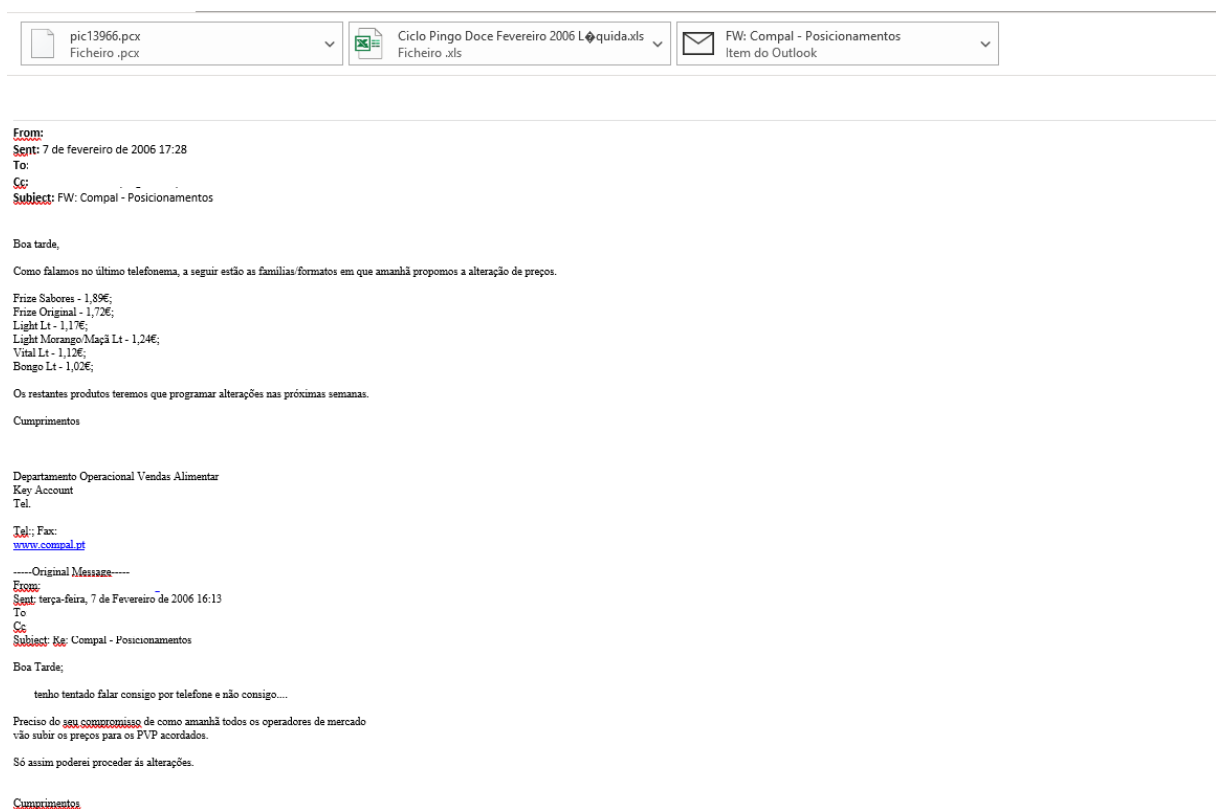 pic13966.pcx
Ficheiro .pcx
Ciclo Pingo Doce Fevereiro 2006 L�quida.xls
Ficheiro .xls
FW: Compal - Posicionamentos
Item do Outlook
From:
Sent: 7 de fevereiro de 2006 17:28
To:
Cc:
Subject: FW: Compal - Posicionamentos
Boa tarde,
Como falamos no último telefonema, a seguir estão as famílias/formatos em que amanhã propomos a alteração de preços.
Frize Sabores - 1,89€;
Frize Original - 1,72€;
Light Lt - 1,17€;
Light Morango/Maçã Lt - 1,24€;
Vital Lt - 1,12€;
Bongo Lt - 1,02€;
Os restantes produtos teremos que programar alterações nas próximas semanas.
Cumprimentos
Departamento Operacional Vendas Alimentar
Key Account
Tel.
Tel:; Fax:
www.compal.pt
-----Original Message-----
From:
Sent: terça-feira, 7 de Fevereiro de 2006 16:13
To
Cc
Subject: Re: Compal - Posicionamentos
Boa Tarde;
tenho tentado falar consigo por telefone e não consigo....
Preciso do seu compromisso de como amanhã todos os operadores de mercado
vão subir os preços para os PVP acordados.
Só assim poderei proceder ás alterações.
Cumprimentos